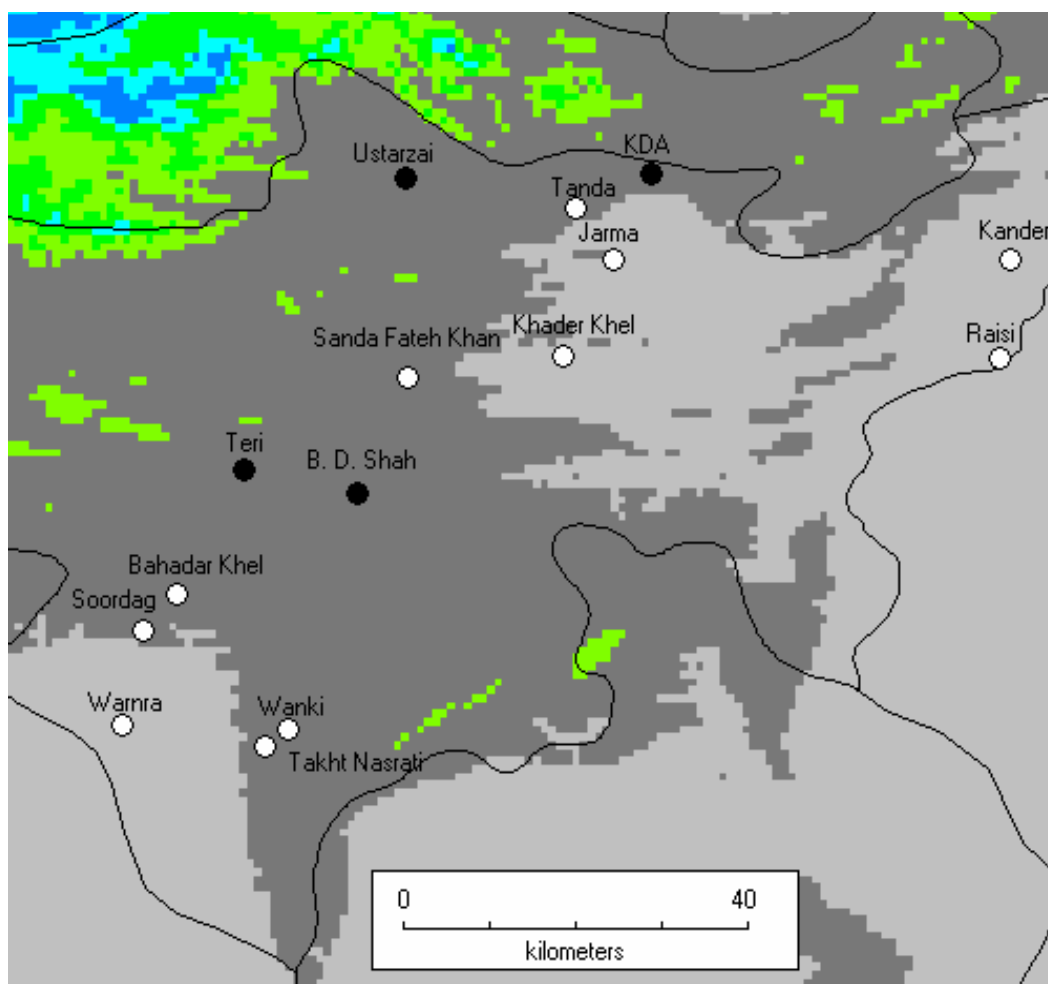 KDA
Ustarzai
Tanda
Jarma
Kander
Khader Khel
Sanda Fateh Khan
Raisi
Teri
B. D. Shah
Bahadar Khel
Soordag
Warnra
Wanki
Takht Nasrati
0 40
kilometers